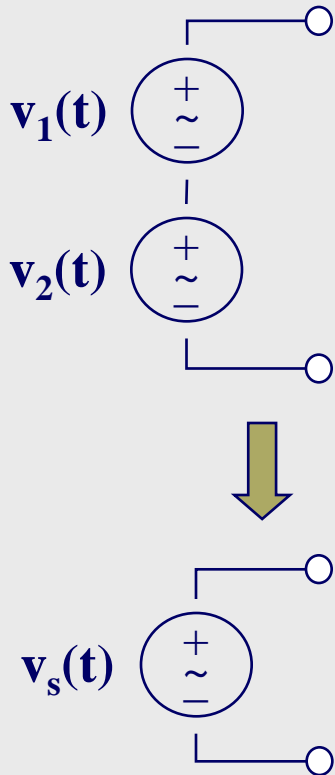 +
v₁(t) ~
−
+
v₂(t) ~
−
+
vₛ(t) ~
−